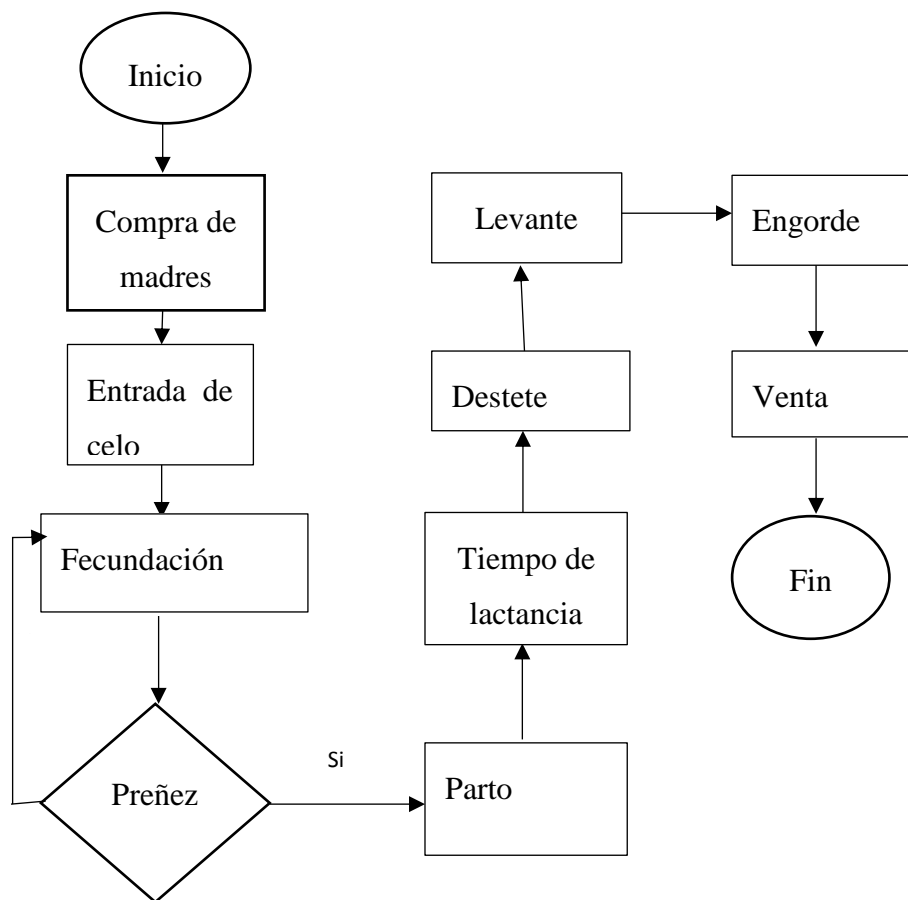 Inicio
Compra de
madres
Entrada de
celo
Fecundación
Preñez
Si
Parto
Tiempo de
lactancia
Destete
Levante
Engorde
Venta
Fin